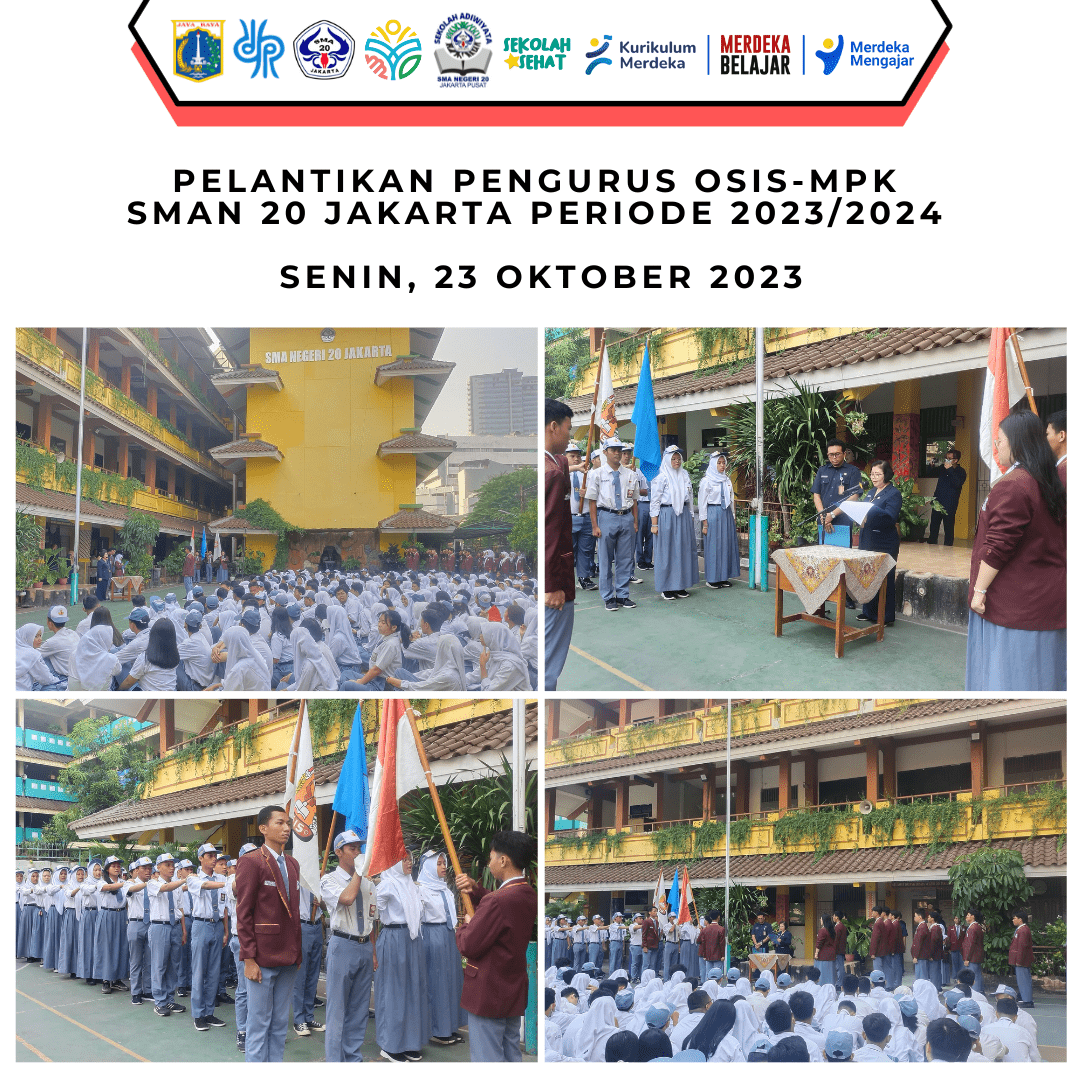 JAYA RAYA
SMA
20
JAKARTA
SEKOLAH ADIWIYATA
SMA NEGERI 20
JAKARTA PUSAT
SEKOLAH
SEHAT
Kurikulum
Merdeka
MERDEKA
BELAJAR
Merdeka
Mengajar
PELANTIKAN PENGURUS OSIS-MPK
SMAN 20 JAKARTA PERIODE 2023/2024
SENIN, 23 OKTOBER 2023
SMA NEGERI 20 JAKARTA